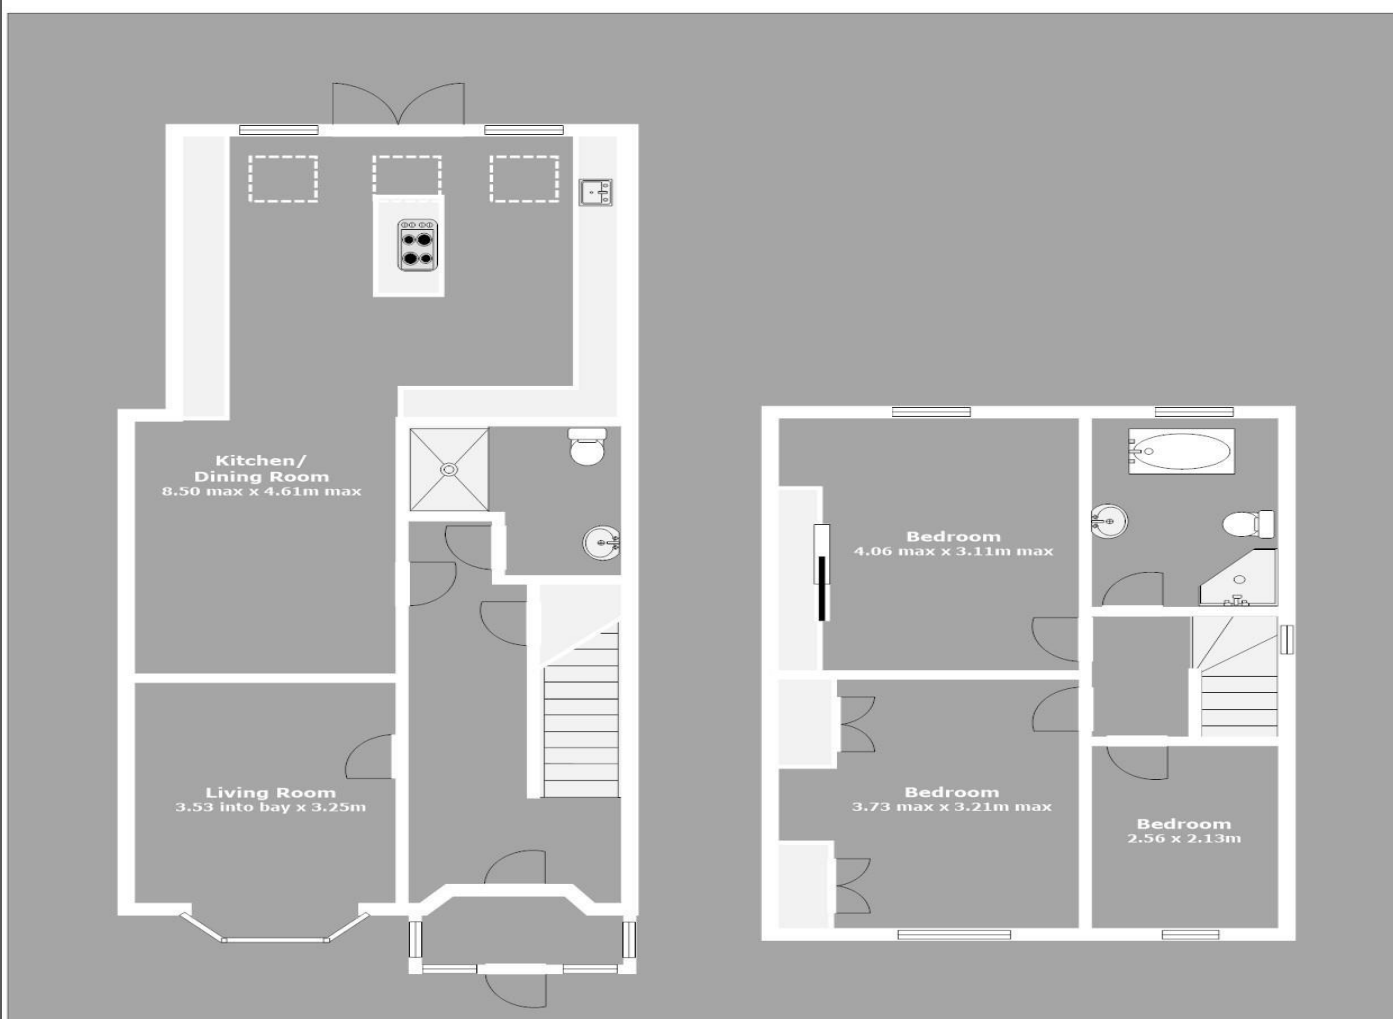 Kitchen/
Dining Room
8.50 max x 4.61m max
Living Room
3.53 into bay x 3.25m
Bedroom
4.06 max x 3.11m max
Bedroom
3.73 max x 3.21m max
Bedroom
2.56 x 2.13m